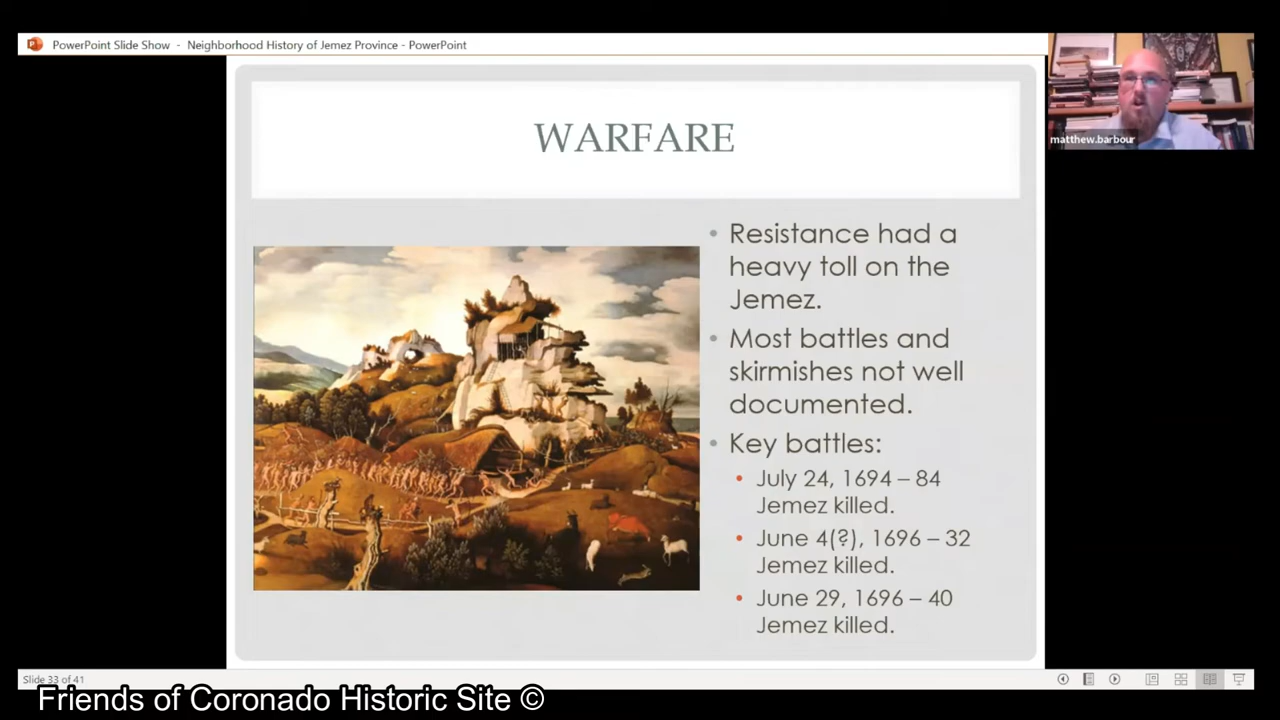 PowerPoint Slide Show - Neighborhood History of Jemez Province - PowerPoint
matthew.barbour
WARFARE
• Resistance had a
heavy toll on the
Jemez.
• Most battles and
skirmishes not well
documented.
• Key battles:
• July 24, 1694 – 84
Jemez killed.
• June 4(?), 1696 – 32
Jemez killed.
• June 29, 1696 – 40
Jemez killed.
Slide 33 of 41
Friends of Coronado Historic Site ©